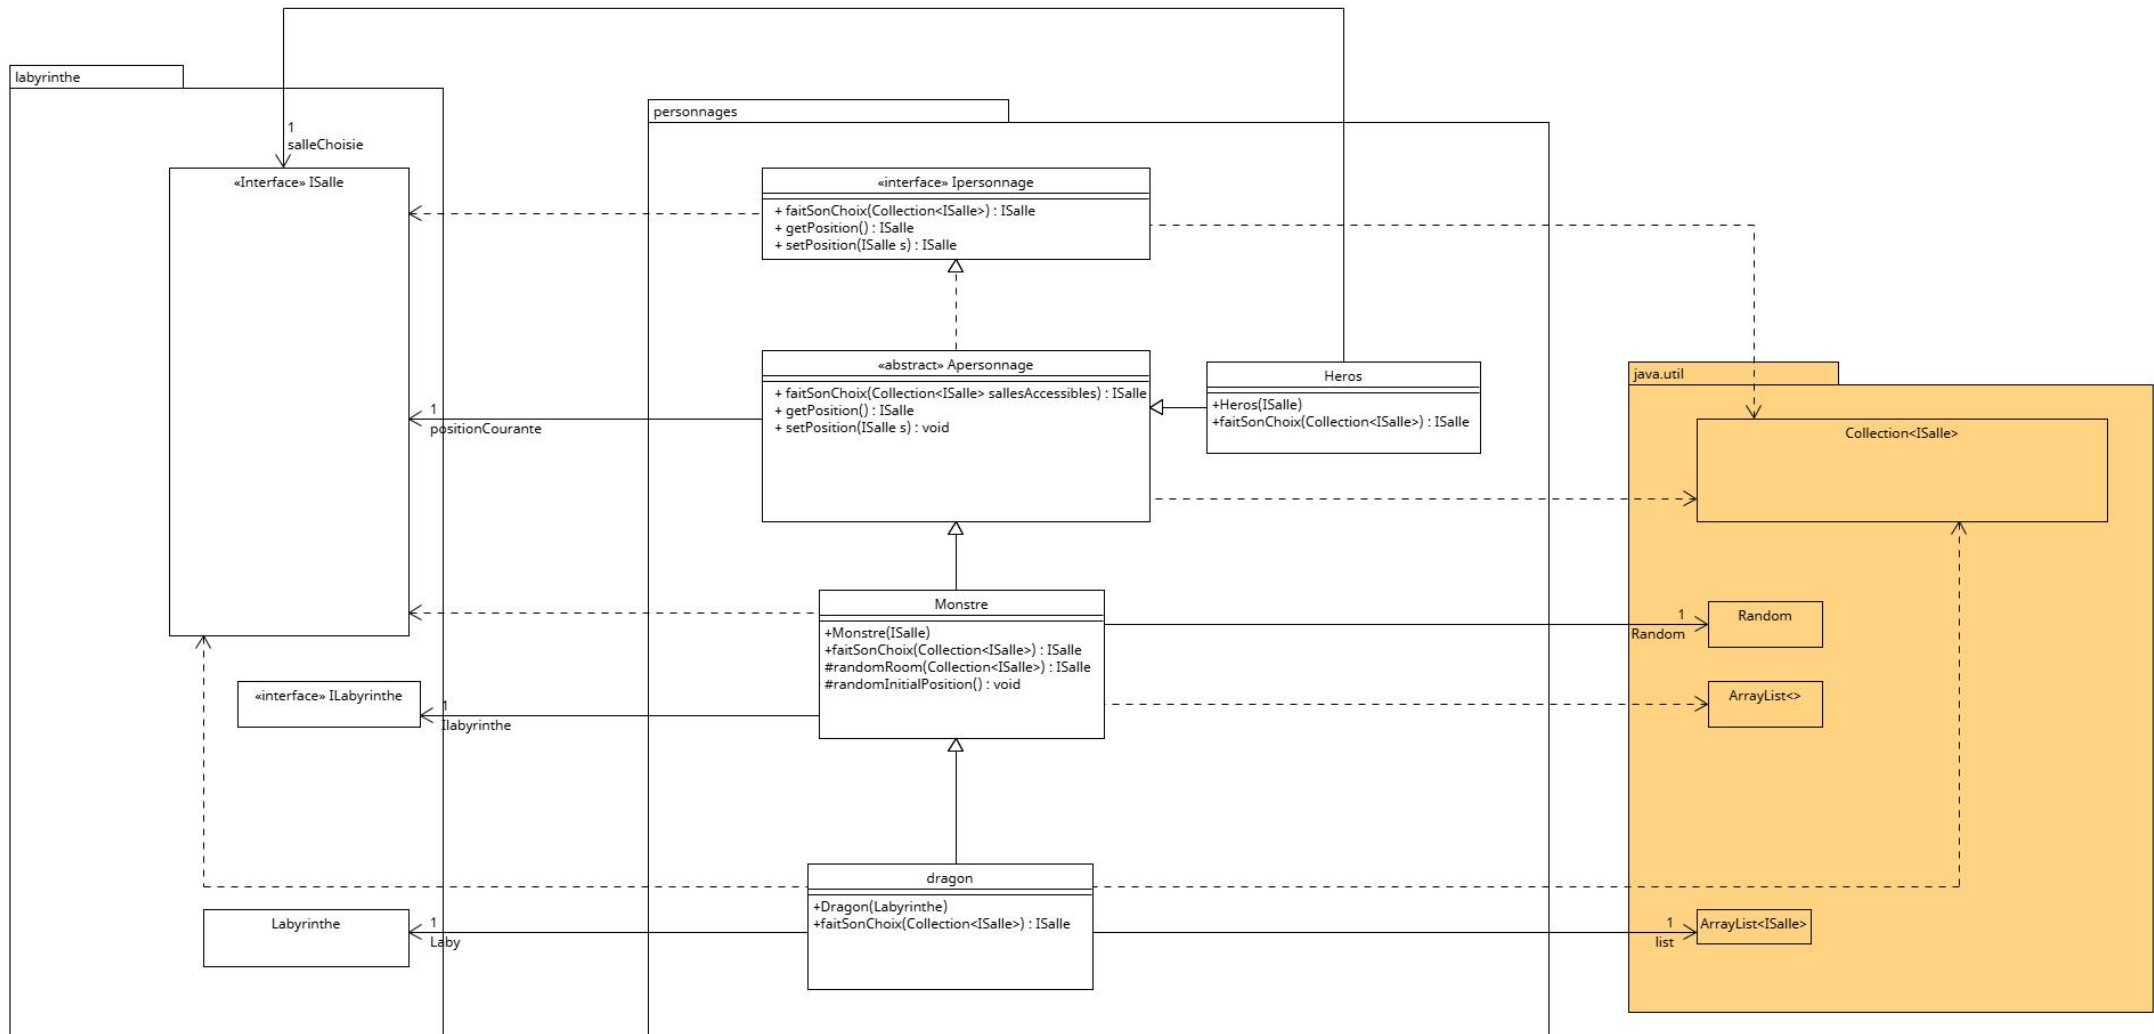 labyrinthe
1
salleChoisie
«Interface» ISalle
1
positionCourante
«interface» ILabyrinthe
1
Ilabyrinthe
Labyrinthe
1
Laby
personnages
«interface» Ipersonnage
+ faitSonChoix(Collection<ISalle>) : ISalle
+ getPosition() : ISalle
+ setPosition(ISalle s) : ISalle
«abstract» Apersonnage
+ faitSonChoix(Collection<ISalle> sallesAccessibles) : ISalle
+ getPosition() : ISalle
+ setPosition(ISalle s) : void
Heros
+Heros(ISalle)
+faitSonChoix(Collection<ISalle>) : ISalle
Monstre
+Monstre(ISalle)
+faitSonChoix(Collection<ISalle>) : ISalle
#randomRoom(Collection<ISalle>) : ISalle
#randomInitialPosition() : void
dragon
+Dragon(Labyrinthe)
+faitSonChoix(Collection<ISalle>) : ISalle
java.util
Collection<ISalle>
1
Random
Random
ArrayList<>
1
list
ArrayList<ISalle>